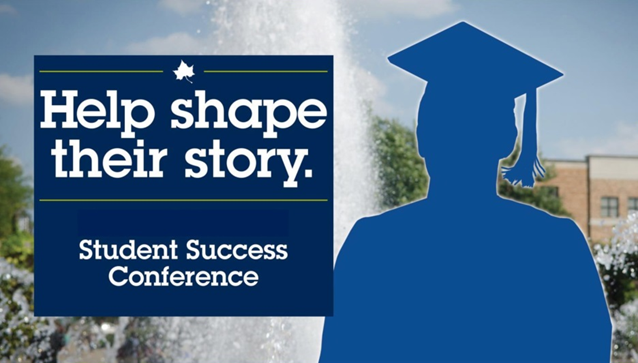 Help shape
their story.
Student Success
Conference